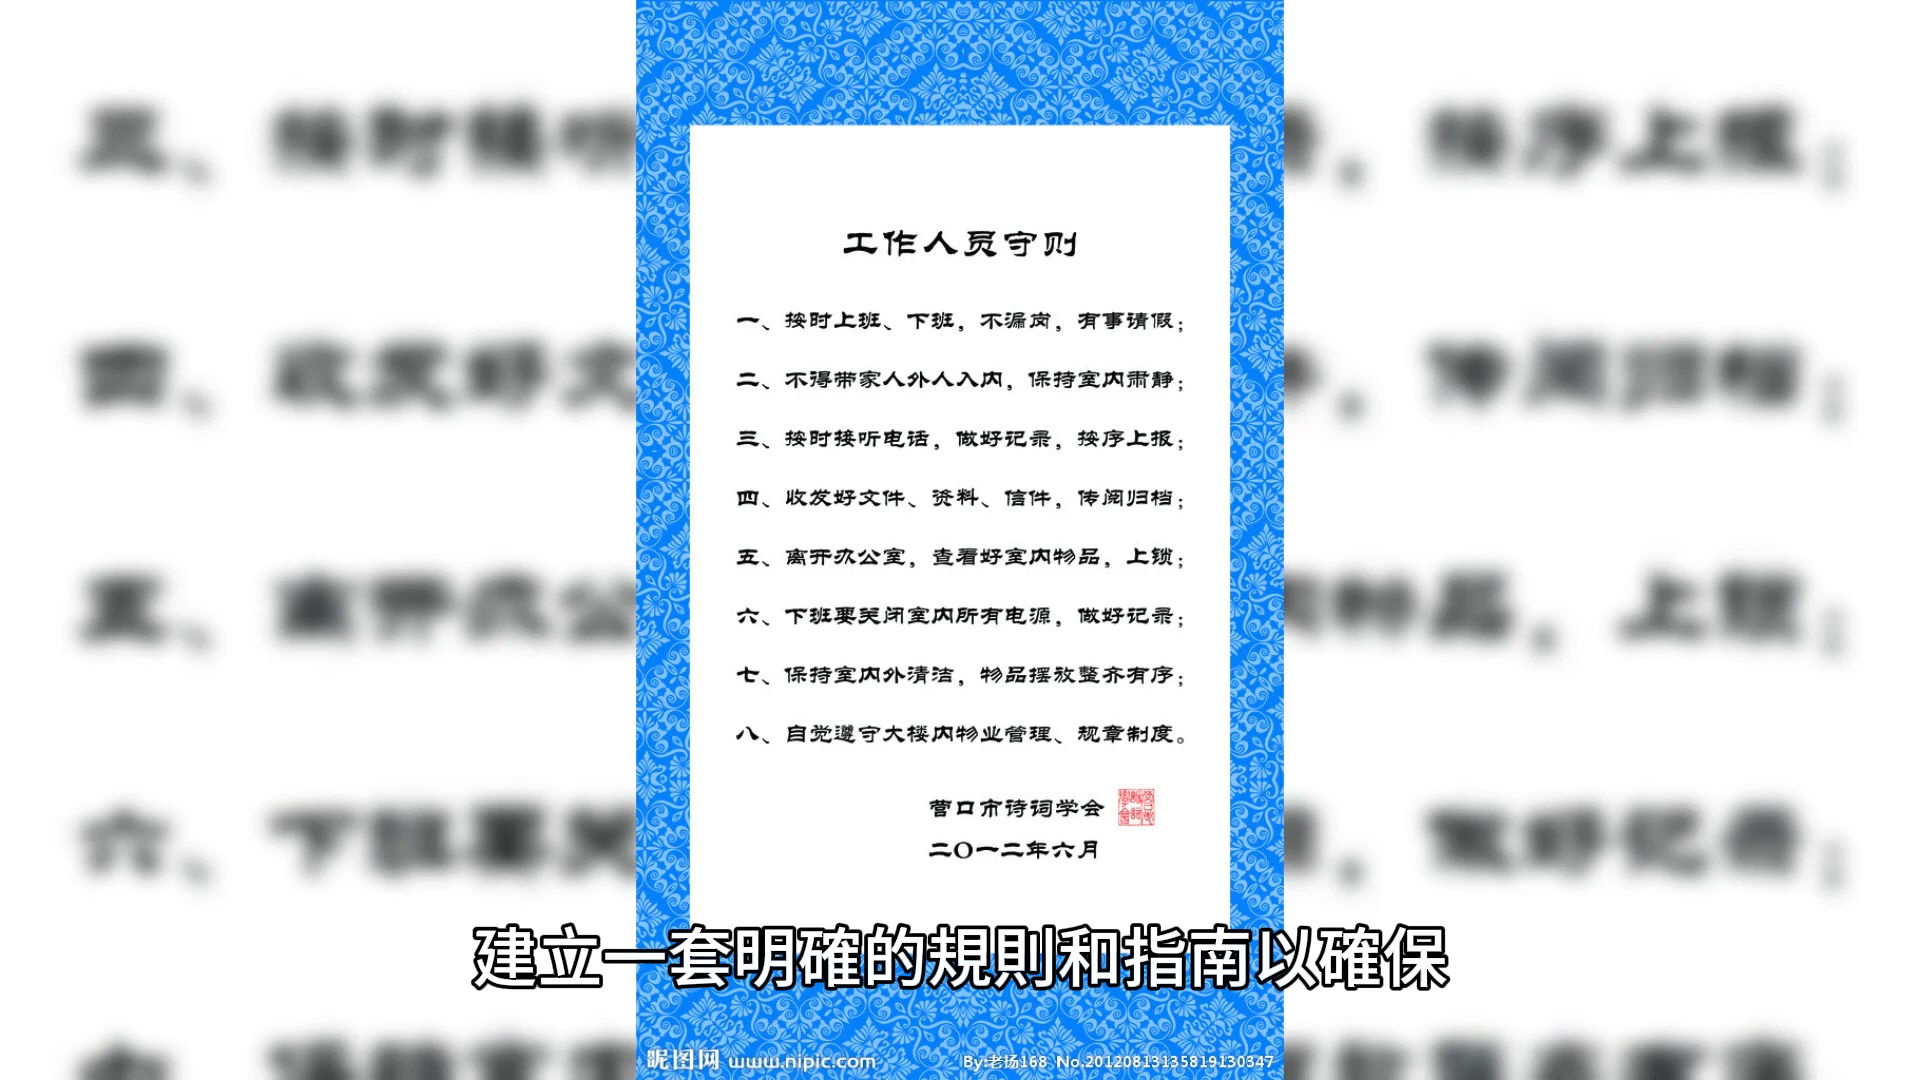 工作人员守则
一、按时上班、下班，不漏岗，有事请假；
二、不得带家人外人入内，保持室内肃静；
三、按时接听电话，做好记录，按序上报；
四、收发好文件、资料、信件，传阅归档；
五、离开办公室，查看好室内物品，上锁；
六、下班要关闭室内所有电源，做好记录；
七、保持室内外清洁，物品摆放整齐有序；
八、自觉遵守大楼内物业管理、规章制度。
营口市诗词学会
二〇一二年六月
建立一套明確的規則和指南以確保
昵图网 www.nipic.com
By:老扬168 No.20120813135819130347